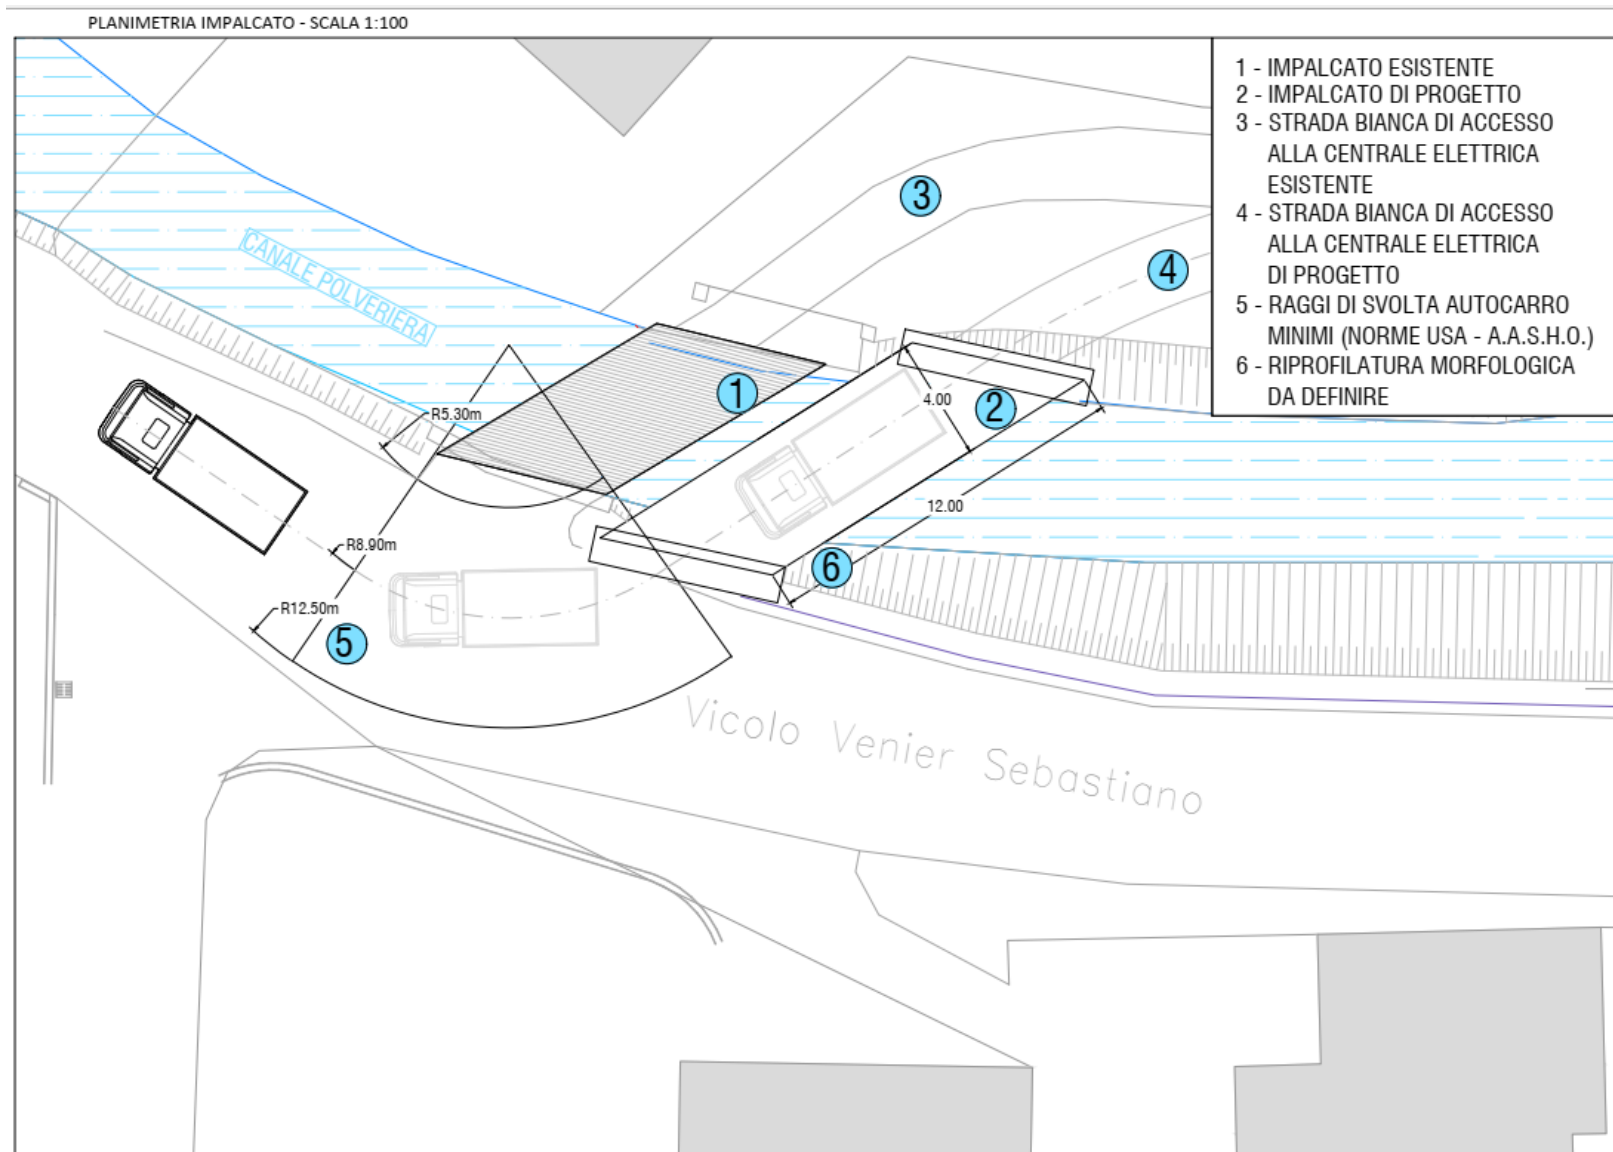 PLANIMETRIA IMPALCATO - SCALA 1:100
1 - IMPALCATO ESISTENTE
2 - IMPALCATO DI PROGETTO
3 - STRADA BIANCA DI ACCESSO
ALLA CENTRALE ELETTRICA
ESISTENTE
4 - STRADA BIANCA DI ACCESSO
ALLA CENTRALE ELETTRICA
DI PROGETTO
5 - RAGGI DI SVOLTA AUTOCARRO
MINIMI (NORME USA - A.A.S.H.O.)
6 - RIPROFILATURA MORFOLOGICA
DA DEFINIRE
3
4
CANALE POLVERIERA
1
2
4.00
R5.30m
12.00
R8.90m
6
R12.50m
5
Vicolo Venier Sebastiano